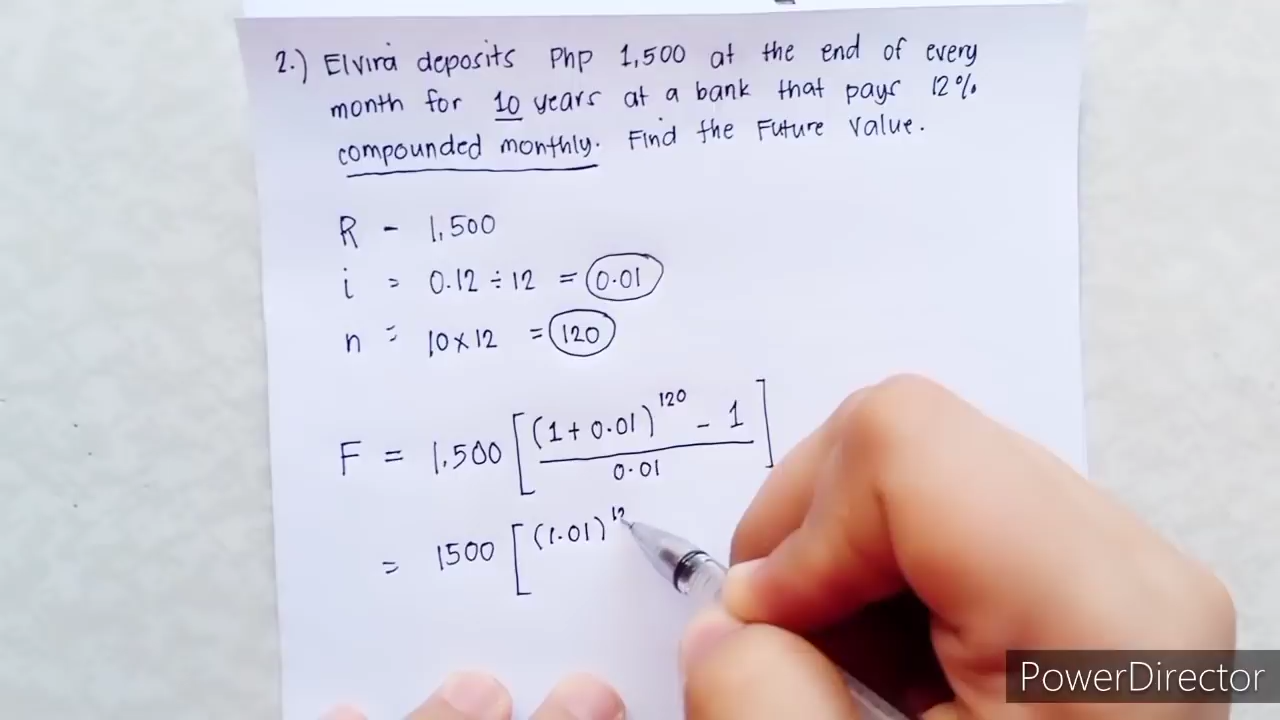 2.) Elvira deposits Php 1,500 at the end of every
month for 10 years at a bank that pays 12%
compounded monthly. Find the Future Value.
R - 1,500
i = 0.12 ÷ 12 = 0.01
n = 10 x 12 = 120
F = 1,500 [(1 + 0.01)^120 - 1 / 0.01]
= 1500 [(1.01)^12
PowerDirector